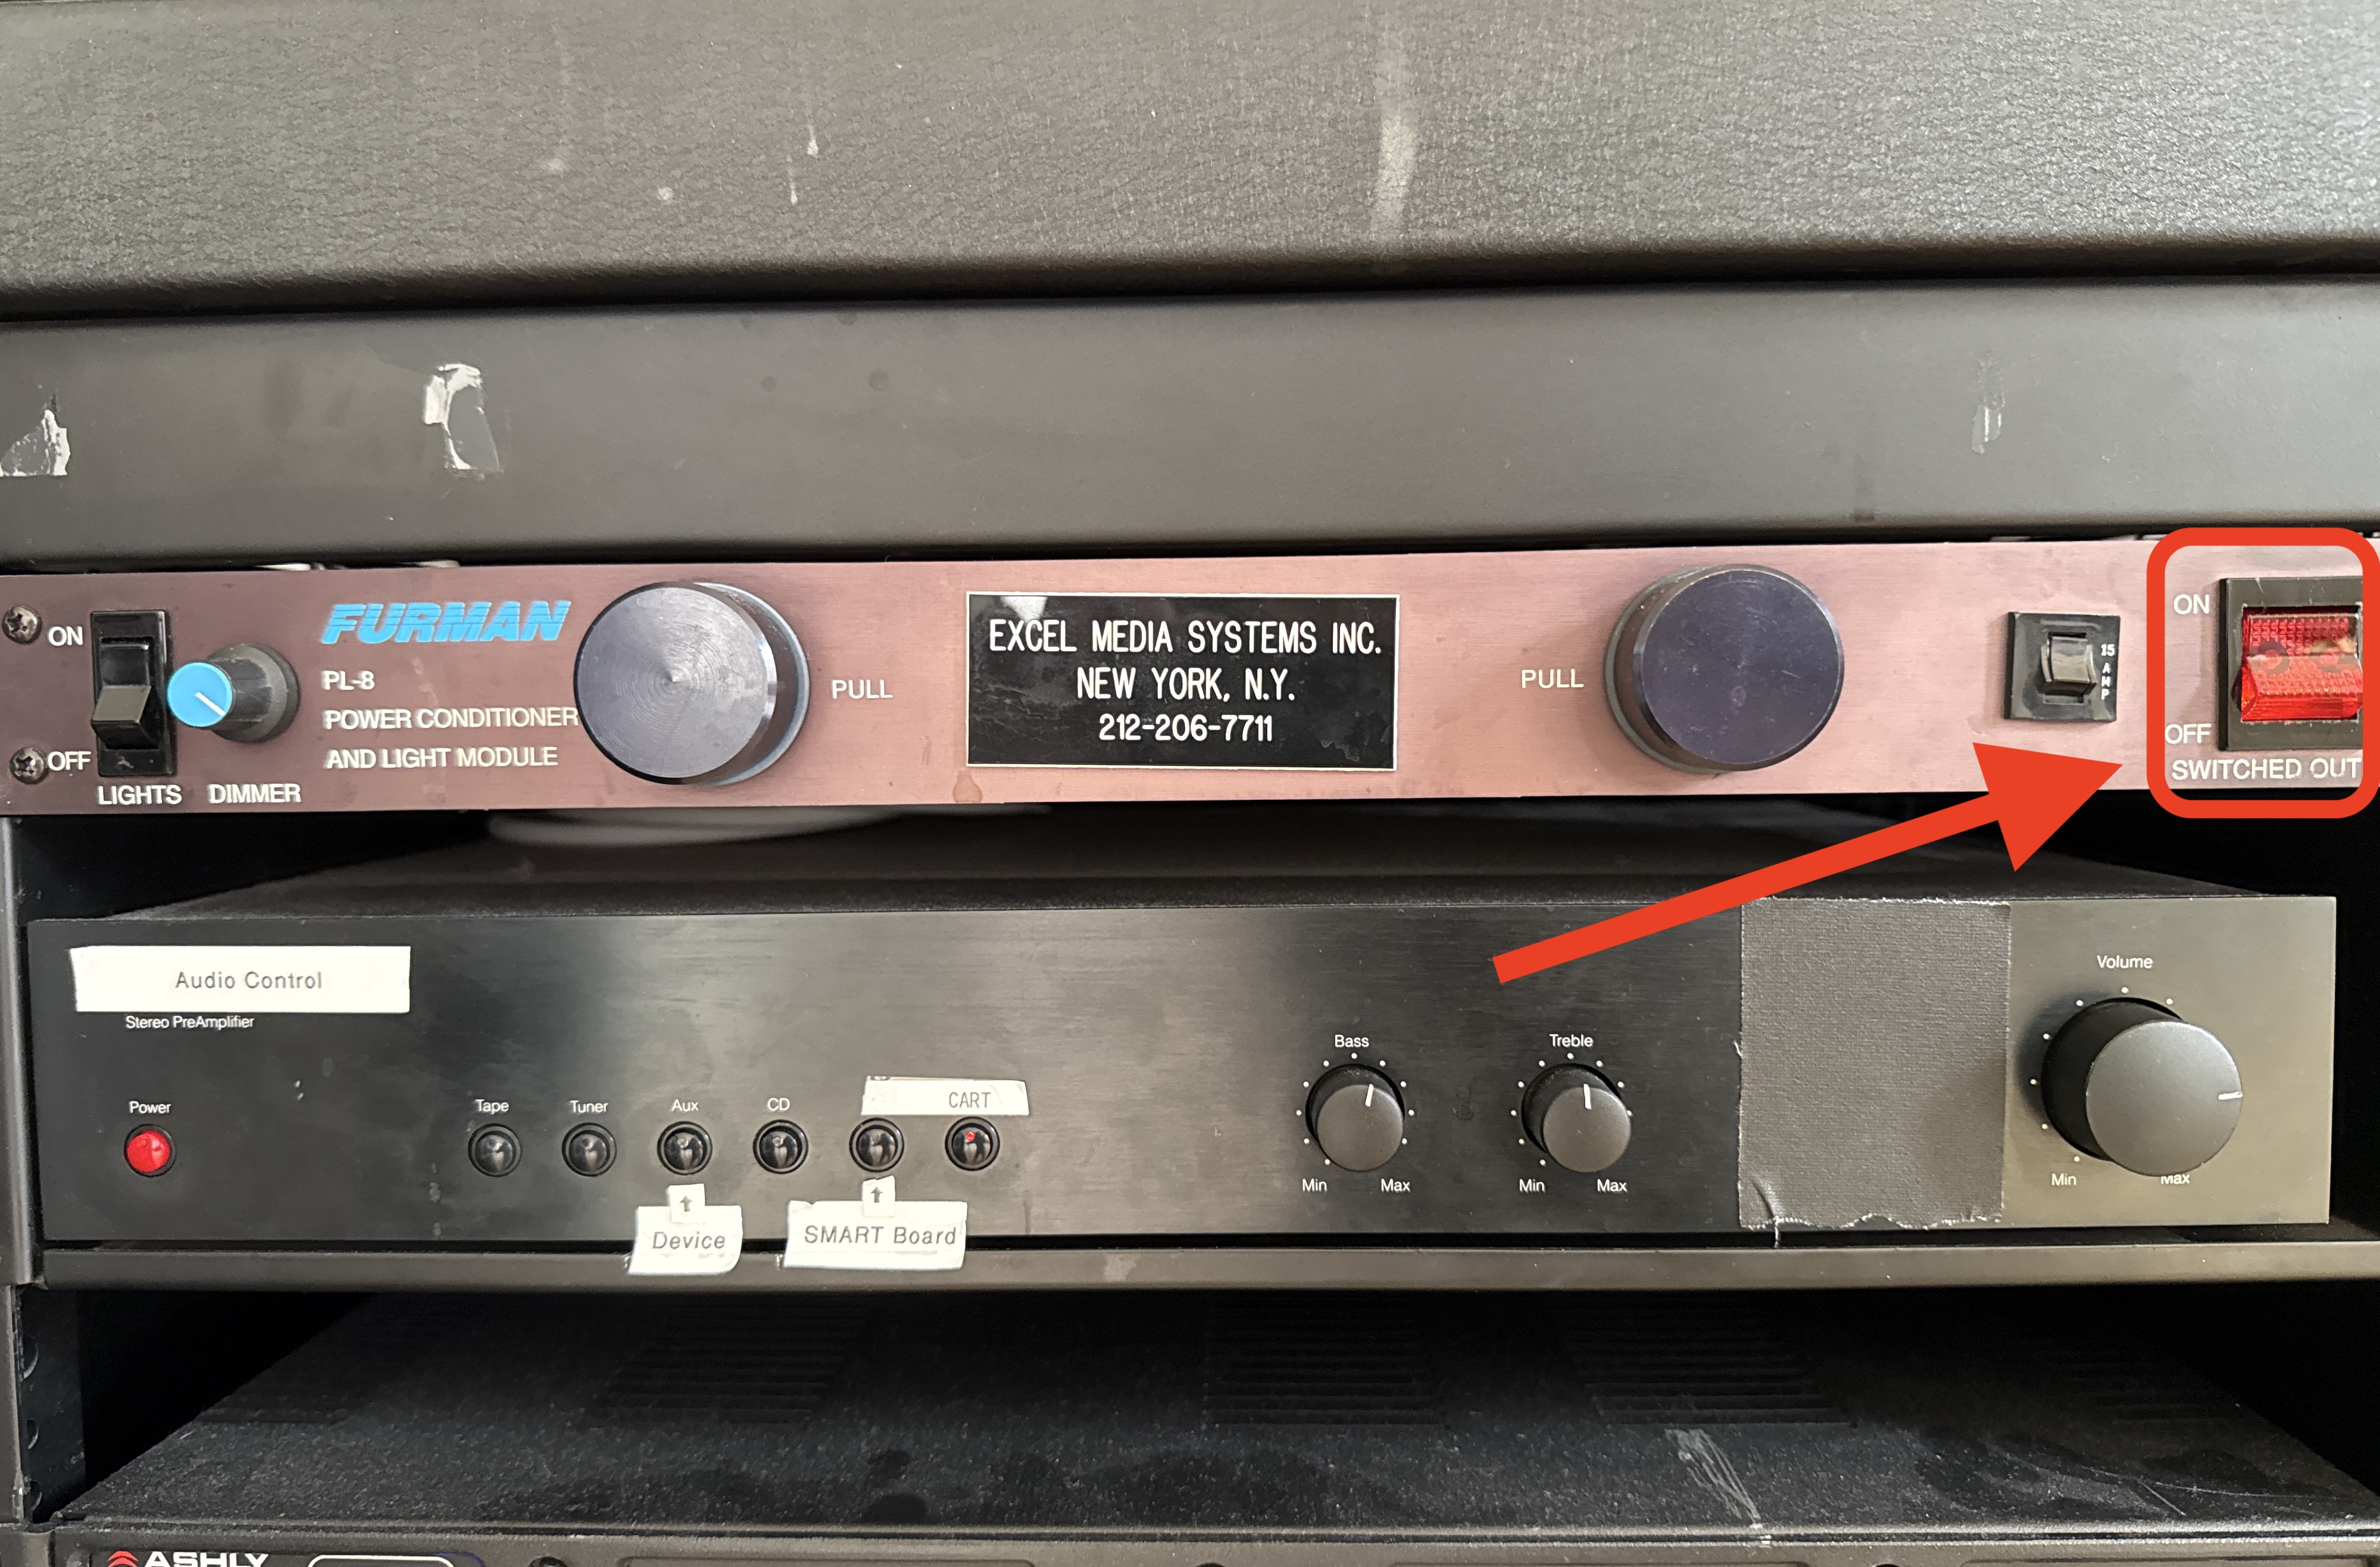 ON
OFF
LIGHTS
DIMMER
FURMAN
PL-8
POWER CONDITIONER
AND LIGHT MODULE
PULL
EXCEL MEDIA SYSTEMS INC.
NEW YORK, N.Y.
212-206-7711
PULL
15
AMP
ON
OFF
SWITCHED OUT
Audio Control
Stereo PreAmplifier
Power
Tape
Tuner
Aux
CD
CART
Device
SMART Board
Bass
Min
Max
Treble
Min
Max
Volume
Min
Max
ASHLY